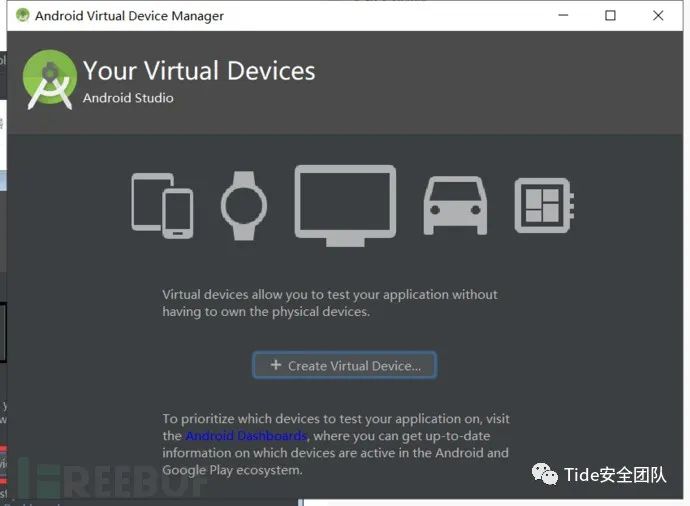 Android Virtual Device Manager
Your Virtual Devices
Android Studio
Virtual devices allow you to test your application without
having to own the physical devices.
+ Create Virtual Device...
To prioritize which devices to test your application on, visit
the Android Dashboards, where you can get up-to-date
information on which devices are active in the Android and
Google Play ecosystem.
REEBUF
Tide安全团队